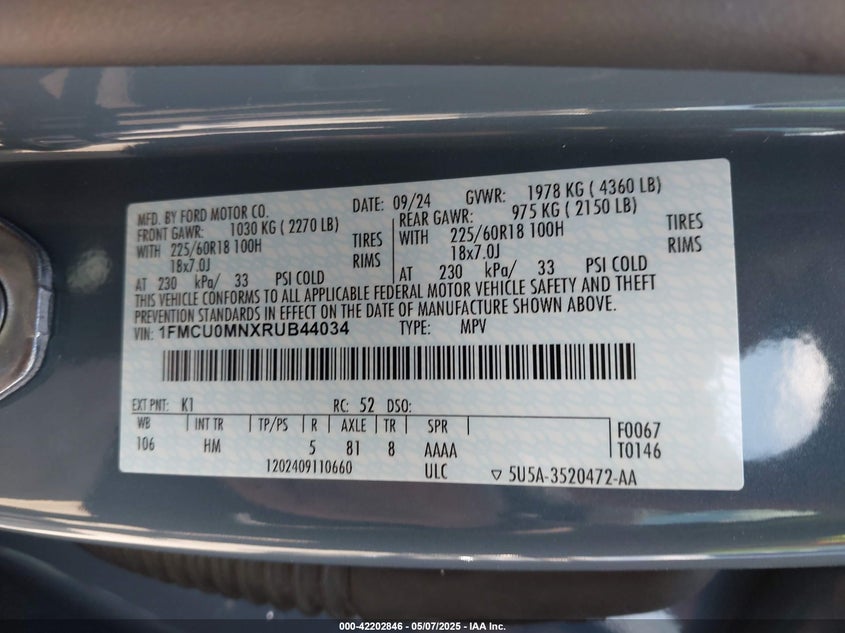 MFD. BY FORD MOTOR CO. DATE: 09/24 GVWR: 1978 KG ( 4360 LB)
FRONT GAWR: 1030 KG ( 2270 LB) REAR GAWR: 975 KG ( 2150 LB)
WITH 225/60R18 100H TIRES WITH 225/60R18 100H TIRES
18x7.0J RIMS 18x7.0J RIMS
AT 230 kPa/ 33 PSI COLD AT 230 kPa/ 33 PSI COLD
THIS VEHICLE CONFORMS TO ALL APPLICABLE FEDERAL MOTOR VEHICLE SAFETY AND THEFT
PREVENTION STANDARDS IN EFFECT ON THE DATE OF MANUFACTURE SHOWN ABOVE.
VIN: 1FMCU0MNXRUB44034 TYPE: MPV
EXT PNT: K1 RC: 52 DSO:
WB INT TR TP/PS R AXLE TR SPR F0067
106 HM 5 81 8 AAAA T0146
1202409110660 ULC ▽ 5U5A-3520472-AA
000-42202846 - 05/07/2025 - IAA Inc.